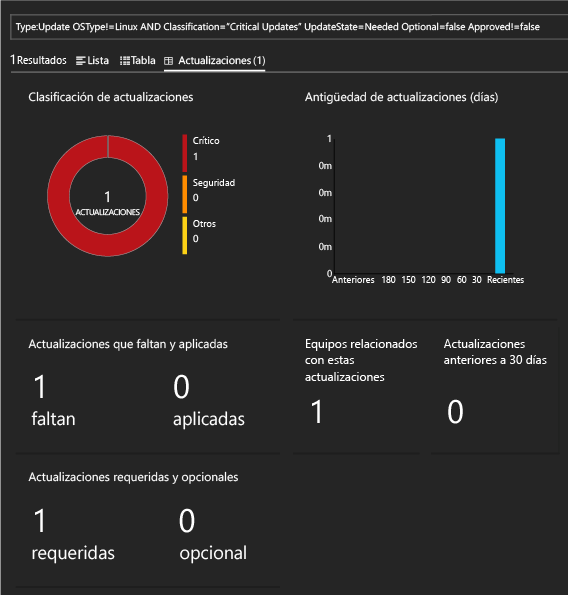 Type:Update OSType!=Linux AND Classification="Critical Updates" UpdateState=Needed Optional=false Approved!=false
1 Resultados Lista Tabla Actualizaciones (1)
Clasificación de actualizaciones
1
ACTUALIZACIONES
Crítico
1
Seguridad
0
Otros
0
Antigüedad de actualizaciones (días)
1
0m
0m
0m
0m
0
Anteriores 180 150 120 90 60 30 Recientes
Actualizaciones que faltan y aplicadas
1
faltan
0
aplicadas
Equipos relacionados
con estas
actualizaciones
1
Actualizaciones
anteriores a 30 días
0
Actualizaciones requeridas y opcionales
1
requeridas
0
opcional